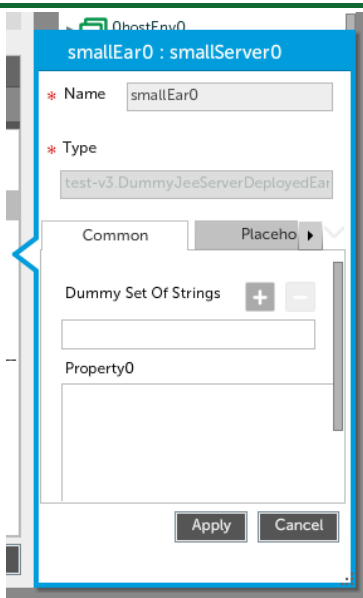 0hostEnv0
smallEar0 : smallServer0
* Name smallEar0
* Type
test-v3.DummyJeeServerDeployedEar
Common Placeho
Dummy Set Of Strings + −
Property0
Apply Cancel